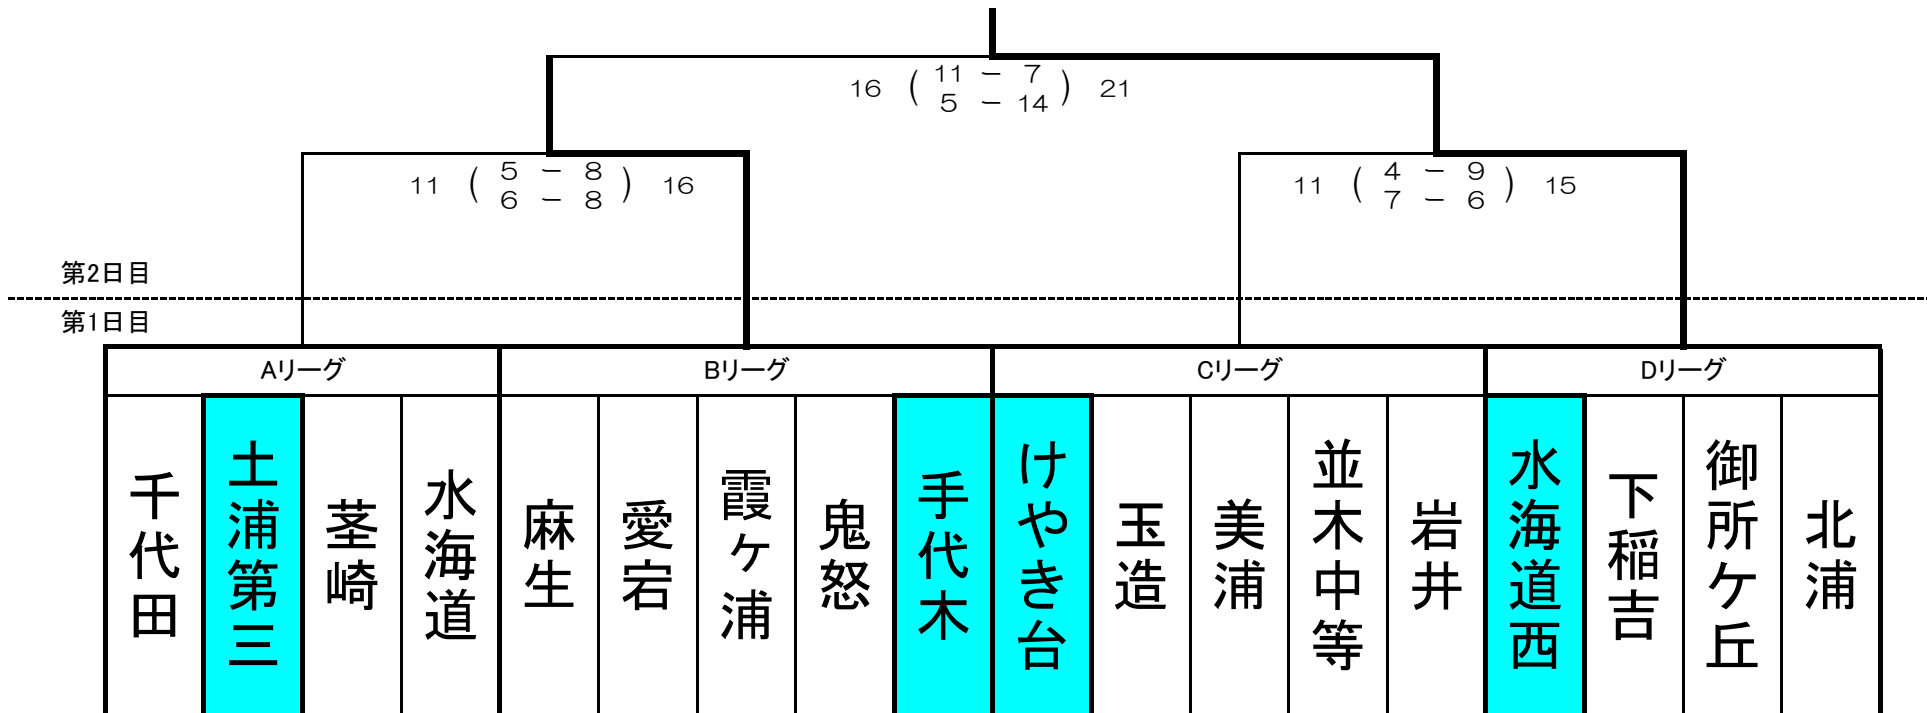 16 ( 11 － 7 ) 21
5 － 14
11 ( 5 － 8 ) 16
6 － 8
11 ( 4 － 9 ) 15
7 － 6
第2日目
第1日目
Aリーグ
Bリーグ
Cリーグ
Dリーグ
千代田
土浦第三
茎崎
水海道
麻生
愛宕
霞ケ浦
鬼怒
手代木
けやき台
玉造
美浦
並木中等
岩井
水海道西
下稲吉
御所ケ丘
北浦